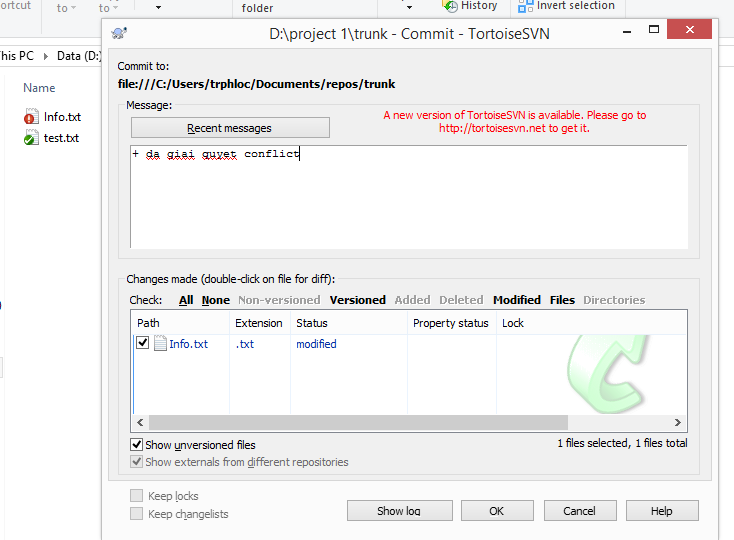 ortcut
to
to
folder
History
Invert selection
D:\project 1\trunk - Commit - TortoiseSVN
his PC
Data (D:)
Name
Info.txt
test.txt
Commit to:
file:///C:/Users/trphloc/Documents/repos/trunk
Message:
Recent messages
A new version of TortoiseSVN is available. Please go to
http://tortoisesvn.net to get it.
+ da giai quyet conflict
Changes made (double-click on file for diff):
Check: All None Non-versioned Versioned Added Deleted Modified Files Directories
Path Extension Status Property status Lock
Info.txt .txt modified
Show unversioned files
1 files selected, 1 files total
Show externals from different repositories
Keep locks
Keep changelists
Show log
OK
Cancel
Help